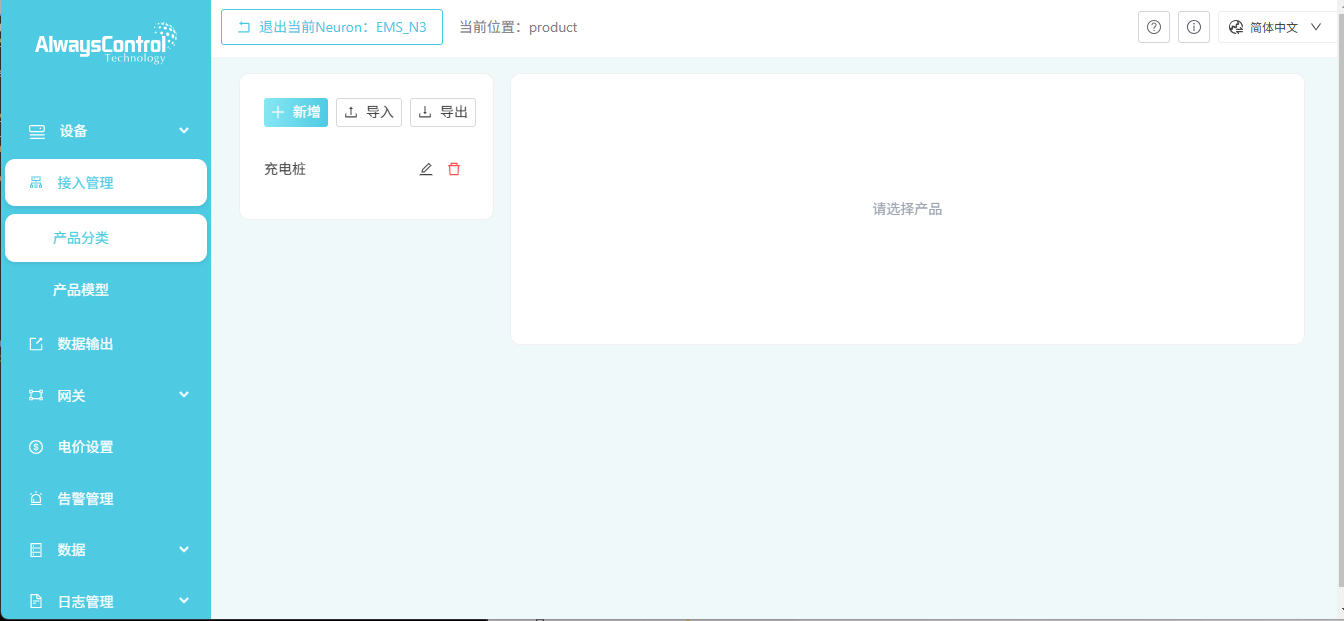 AlwaysControl
Technology
设备
接入管理
产品分类
产品模型
数据输出
网关
电价设置
告警管理
数据
日志管理
退出当前Neuron：EMS_N3
当前位置：product
简体中文
新增
导入
导出
充电桩
请选择产品